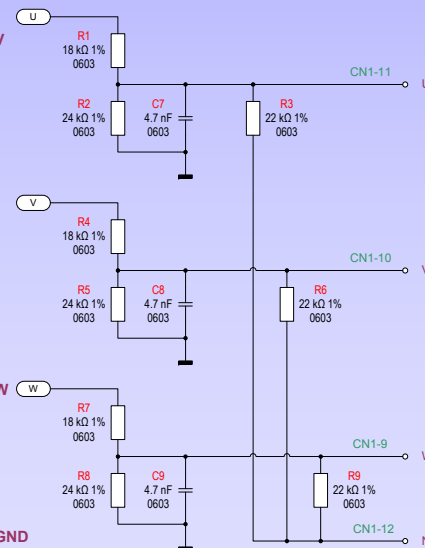 U
R1
18 kΩ 1%
0603
CN1-11
R2
24 kΩ 1%
0603
C7
4.7 nF
0603
R3
22 kΩ 1%
0603
V
R4
18 kΩ 1%
0603
CN1-10
R5
24 kΩ 1%
0603
C8
4.7 nF
0603
R6
22 kΩ 1%
0603
W
W
R7
18 kΩ 1%
0603
CN1-9
R8
24 kΩ 1%
0603
C9
4.7 nF
0603
R9
22 kΩ 1%
0603
CN1-12
GND